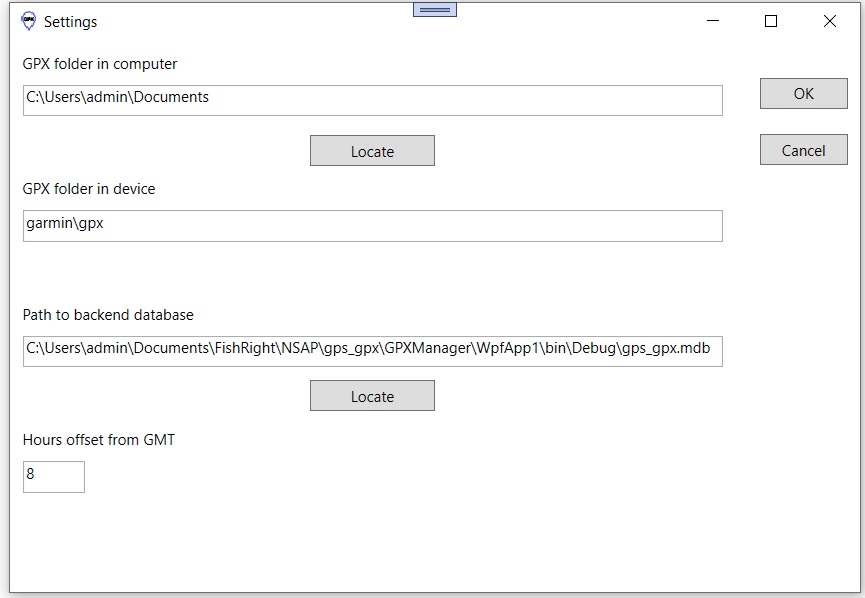 Settings
GPX folder in computer
C:\Users\admin\Documents
OK
Locate
Cancel
GPX folder in device
garmin\gpx
Path to backend database
C:\Users\admin\Documents\FishRight\NSAP\gps_gpx\GPXManager\WpfApp1\bin\Debug\gps_gpx.mdb
Locate
Hours offset from GMT
8